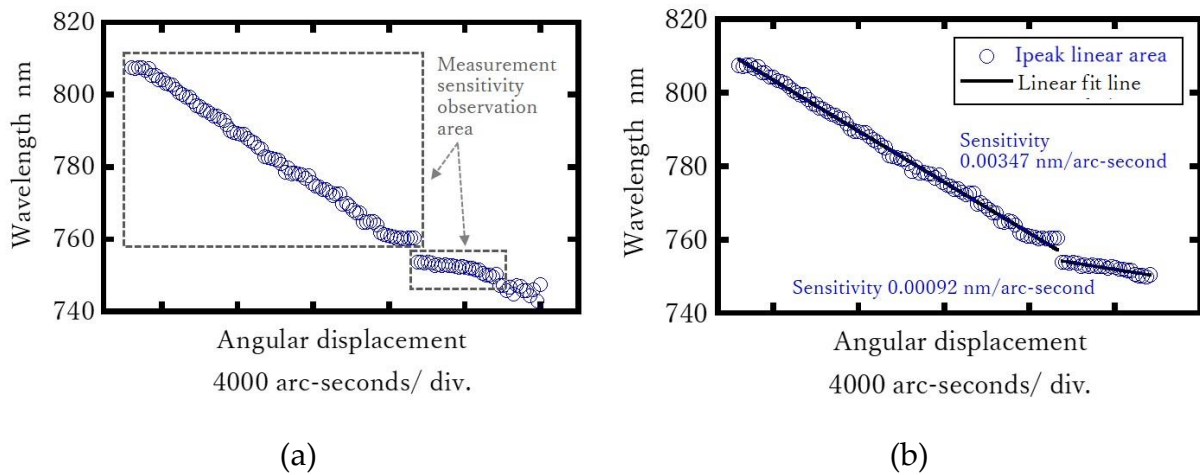 820
800
780
760
740
Wavelength nm
Measurement
sensitivity
observation
area
Angular displacement
4000 arc-seconds/ div.
(a)
820
800
780
760
740
Wavelength nm
Ipeak linear area
Linear fit line
Sensitivity
0.00347 nm/arc-second
Sensitivity 0.00092 nm/arc-second
Angular displacement
4000 arc-seconds/ div.
(b)